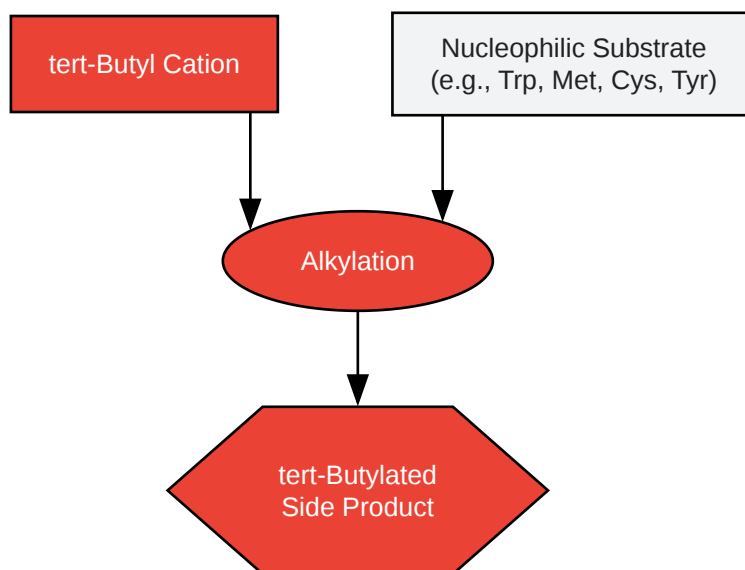 tert-Butyl Cation
Nucleophilic Substrate
(e.g., Trp, Met, Cys, Tyr)
Alkylation
tert-Butylated
Side Product